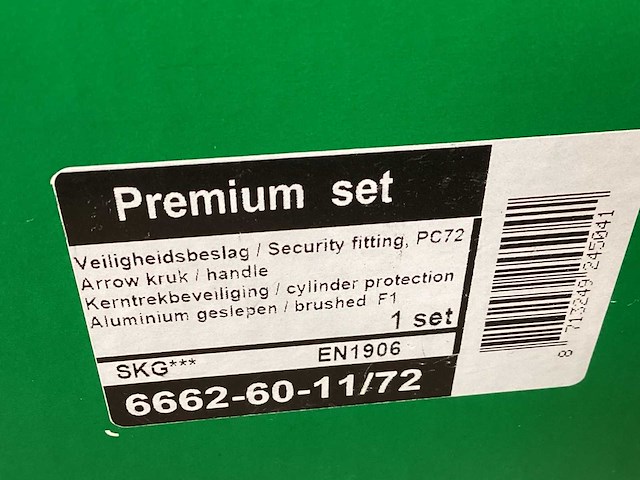 Premium set
Veiligheidsbeslag / Security fitting, PC72
Arrow kruk / handle
Kerntrekbeveiliging / cylinder protection
Aluminium geslepen / brushed F1
1 set
SKG*** EN1906
6662-60-11/72
8 713249 245041